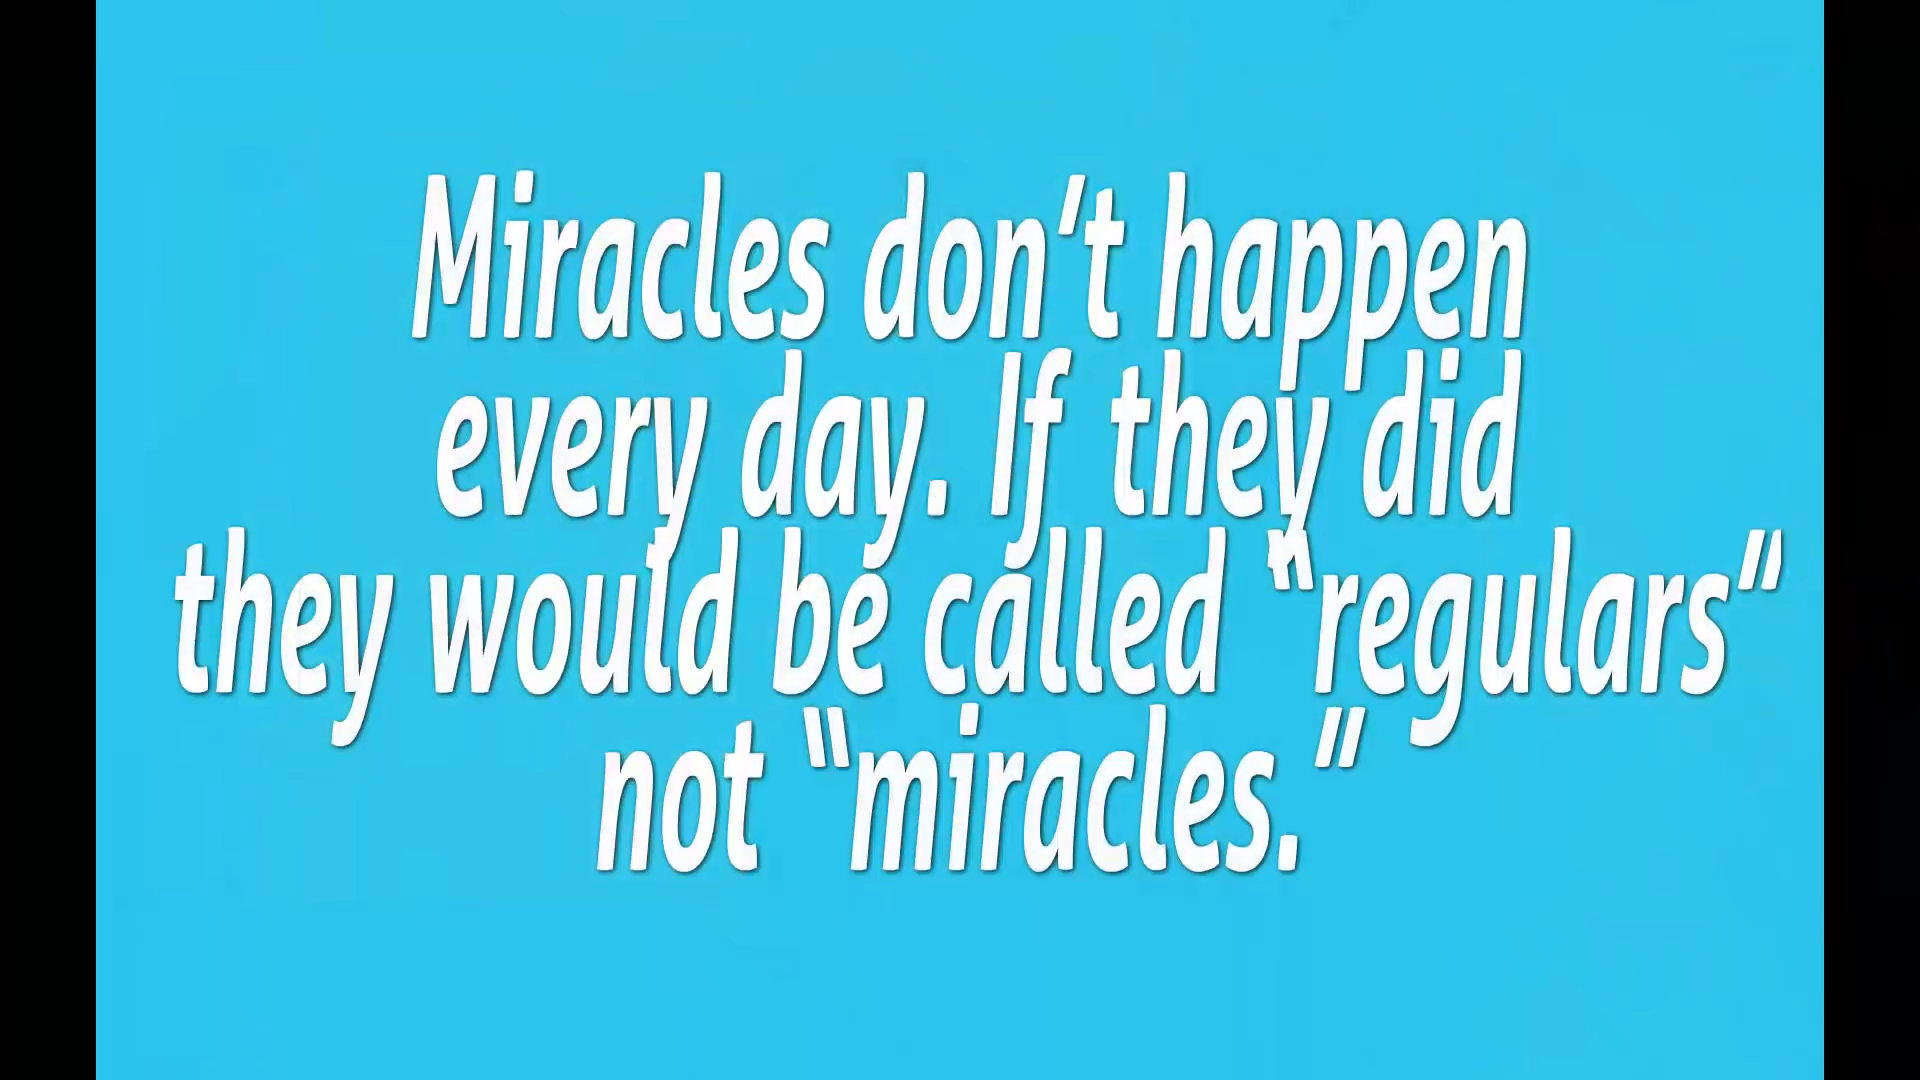 Miracles don't happen
every day. If they did
they would be called “regulars”
not “miracles.”